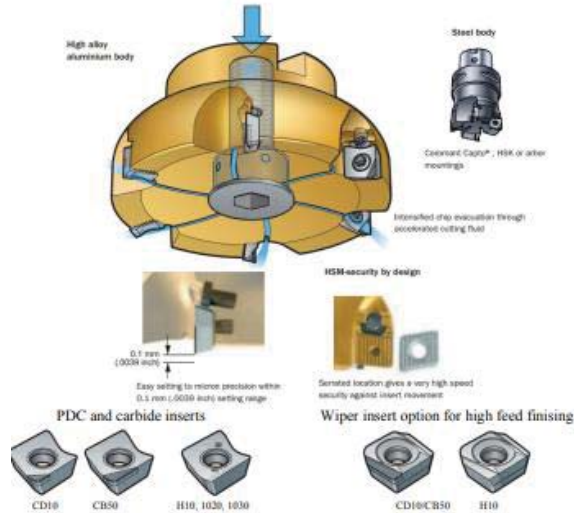 High alloy
aluminium body
Steel body
Coromant Capto® , HSK or other
mountings
Intensified chip evacuation through
accelerated cutting fluid
HSM-security by design
0.1 mm
(.0039 inch)
Easy setting to micron precision within
0.1 mm (.0039 inch) setting range
Serrated location gives a very high speed
security against insert movement
PDC and carbide inserts
Wiper insert option for high feed finising
CD10
CB50
H10, 1020, 1030
CD10/CB50
H10